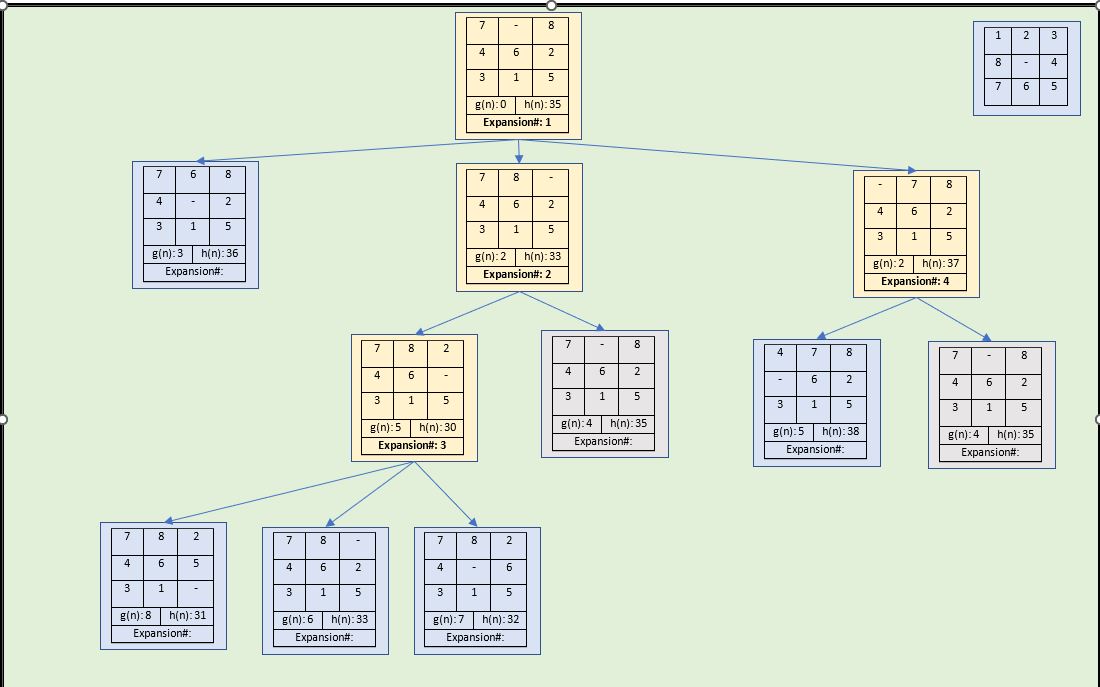 7 - 8
4 6 2
3 1 5
g(n): 0 h(n): 35
Expansion#: 1
1 2 3
8 - 4
7 6 5
7 6 8
4 - 2
3 1 5
g(n): 3 h(n): 36
Expansion#:
7 8 -
4 6 2
3 1 5
g(n): 2 h(n): 33
Expansion#: 2
- 7 8
4 6 2
3 1 5
g(n): 2 h(n): 37
Expansion#: 4
7 8 2
4 6 -
3 1 5
g(n): 5 h(n): 30
Expansion#: 3
7 - 8
4 6 2
3 1 5
g(n): 4 h(n): 35
Expansion#:
4 7 8
- 6 2
3 1 5
g(n): 5 h(n): 38
Expansion#:
7 - 8
4 6 2
3 1 5
g(n): 4 h(n): 35
Expansion#:
7 8 2
4 6 5
3 1 -
g(n): 8 h(n): 31
Expansion#:
7 8 -
4 6 2
3 1 5
g(n): 6 h(n): 33
Expansion#:
7 8 2
4 - 6
3 1 5
g(n): 7 h(n): 32
Expansion#: